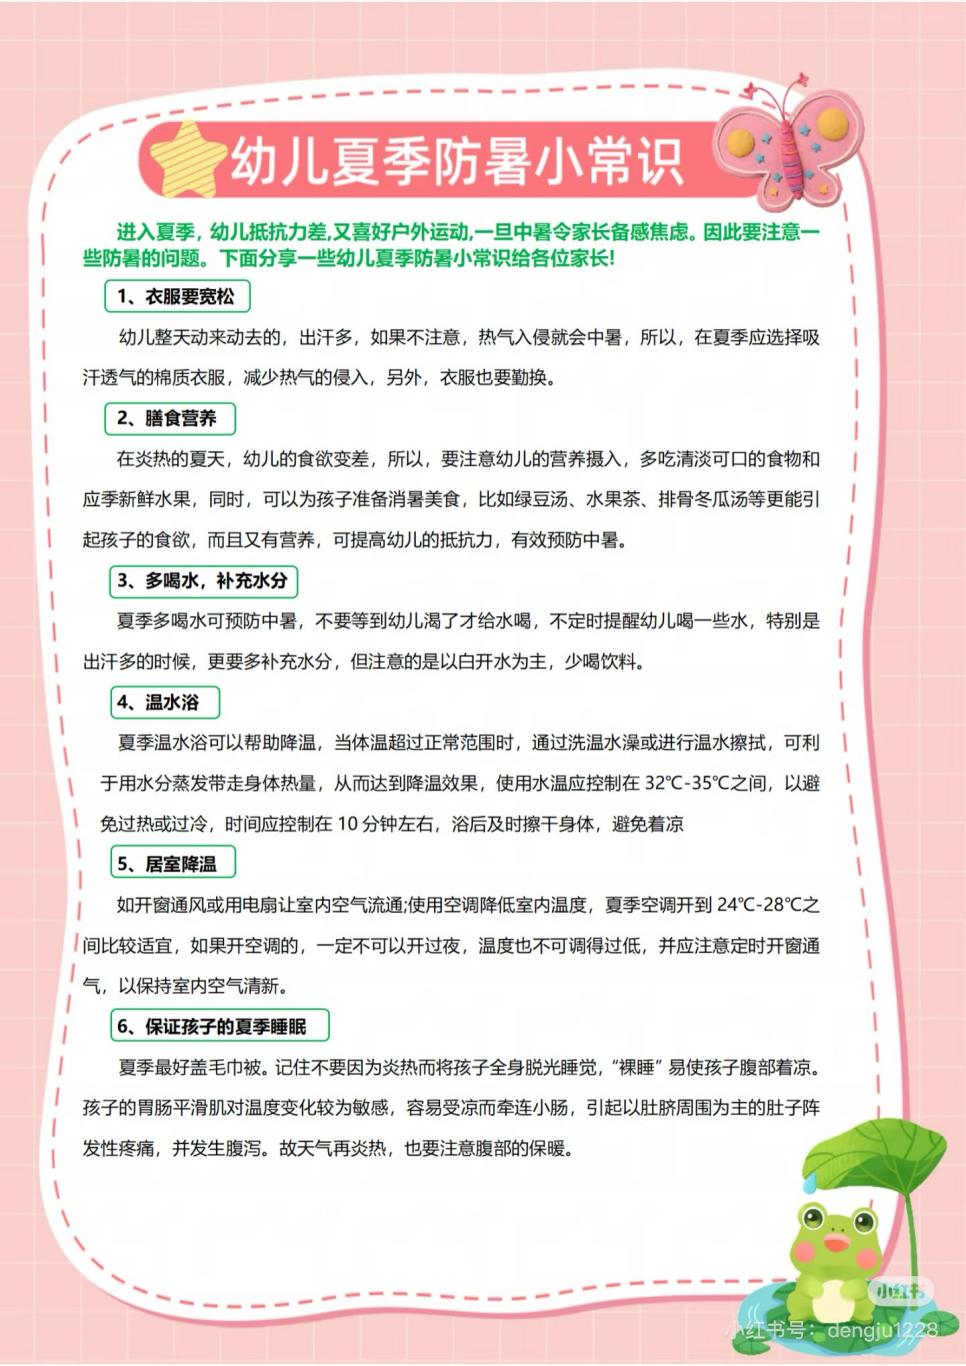 幼儿夏季防暑小常识
进入夏季，幼儿抵抗力差,又喜好户外运动,一旦中暑令家长备感焦虑。因此要注意一
些防暑的问题。下面分享一些幼儿夏季防暑小常识给各位家长!
1、衣服要宽松
幼儿整天动来动去的，出汗多，如果不注意，热气入侵就会中暑，所以，在夏季应选择吸
汗透气的棉质衣服，减少热气的侵入，另外，衣服也要勤换。
2、膳食营养
在炎热的夏天，幼儿的食欲变差，所以，要注意幼儿的营养摄入，多吃清淡可口的食物和
应季新鲜水果，同时，可以为孩子准备消暑美食，比如绿豆汤、水果茶、排骨冬瓜汤等更能引
起孩子的食欲，而且又有营养，可提高幼儿的抵抗力，有效预防中暑。
3、多喝水，补充水分
夏季多喝水可预防中暑，不要等到幼儿渴了才给水喝，不定时提醒幼儿喝一些水，特别是
出汗多的时候，更要多补充水分，但注意的是以白开水为主，少喝饮料。
4、温水浴
夏季温水浴可以帮助降温，当体温超过正常范围时，通过洗温水澡或进行温水擦拭，可利
于用水分蒸发带走身体热量，从而达到降温效果，使用水温应控制在 32℃-35℃之间，以避
免过热或过冷，时间应控制在 10 分钟左右，浴后及时擦干身体，避免着凉
5、居室降温
如开窗通风或用电扇让室内空气流通;使用空调降低室内温度，夏季空调开到 24℃-28℃之
间比较适宜，如果开空调的，一定不可以开过夜，温度也不可调得过低，并应注意定时开窗通
气，以保持室内空气清新。
6、保证孩子的夏季睡眠
夏季最好盖毛巾被。记住不要因为炎热而将孩子全身脱光睡觉，“裸睡”易使孩子腹部着凉。
孩子的胃肠平滑肌对温度变化较为敏感，容易受凉而牵连小肠，引起以肚脐周围为主的肚子阵
发性疼痛，并发生腹泻。故天气再炎热，也要注意腹部的保暖。
小红书
小红书号：dengju1228